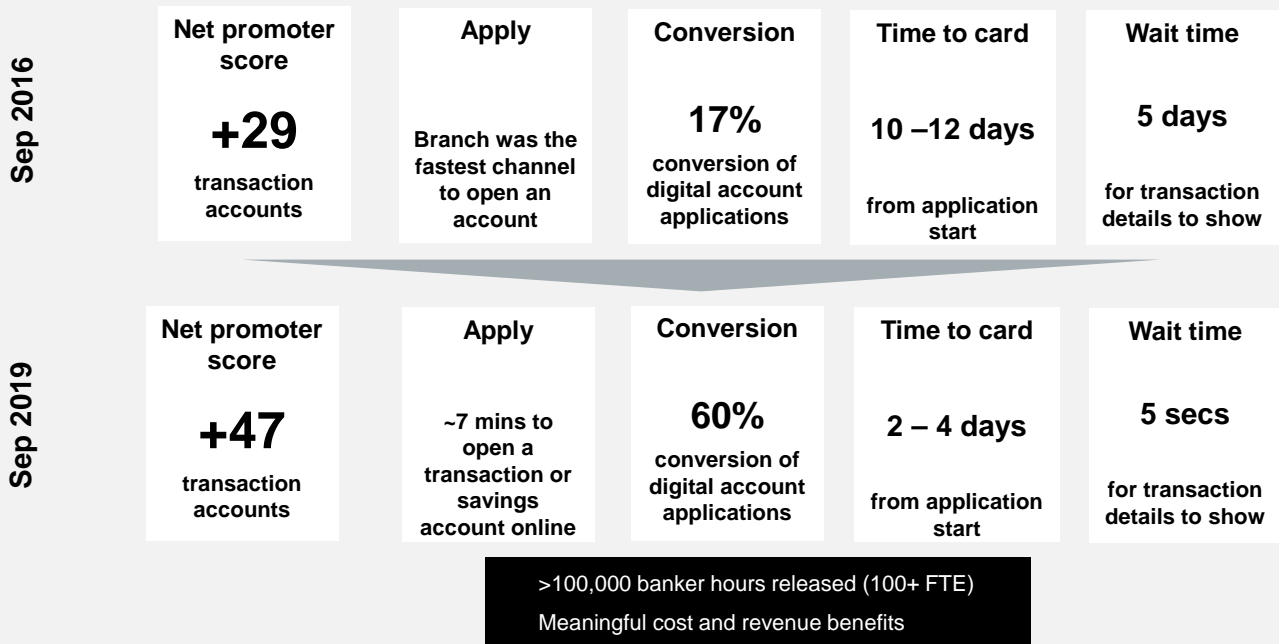 Sep 2016
Net promoter
score
+29
transaction
accounts
Apply
Branch was the
fastest channel
to open an
account
Conversion
17%
conversion of
digital account
applications
Time to card
10 –12 days
from application
start
Wait time
5 days
for transaction
details to show
Sep 2019
Net promoter
score
+47
transaction
accounts
Apply
~7 mins to
open a
transaction or
savings
account online
Conversion
60%
conversion of
digital account
applications
Time to card
2 – 4 days
from application
start
Wait time
5 secs
for transaction
details to show
>100,000 banker hours released (100+ FTE)
Meaningful cost and revenue benefits